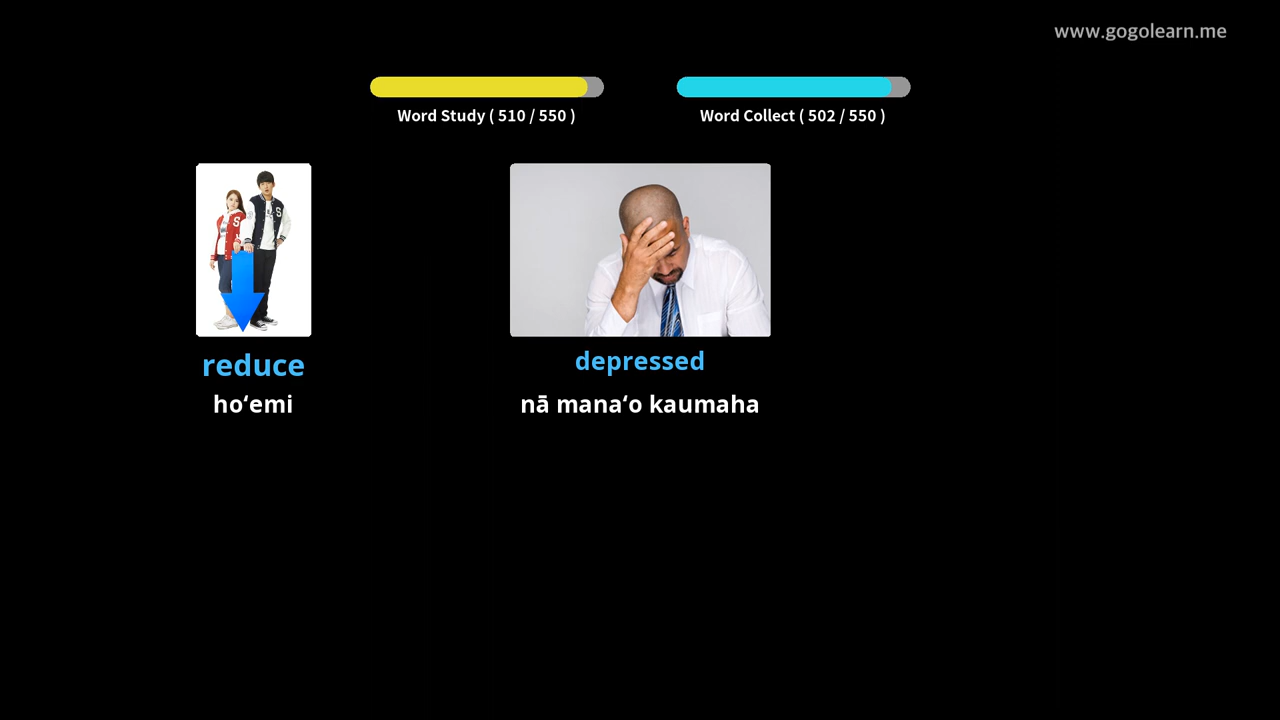 www.gogolearn.me
Word Study ( 510 / 550 )
Word Collect ( 502 / 550 )
S
S
reduce
hoʻemi
depressed
nā manaʻo kaumaha